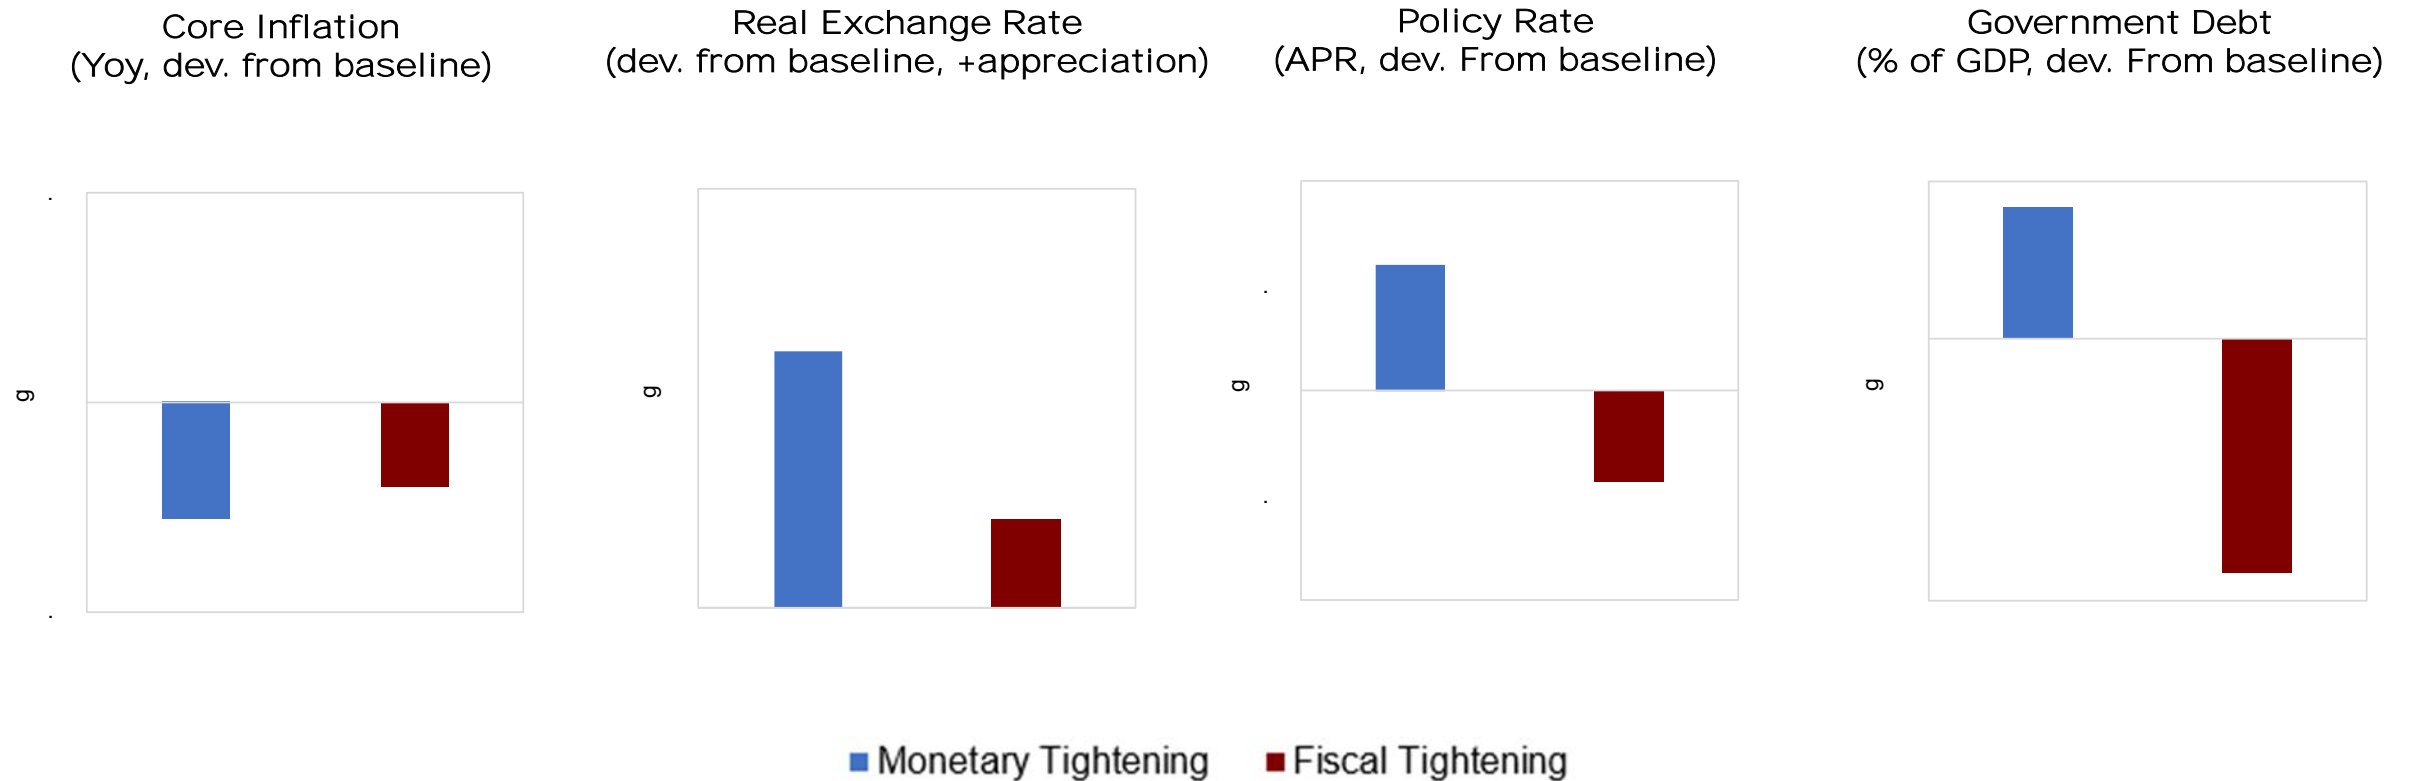 Core Inflation
(Yoy, dev. from baseline)
Real Exchange Rate
(dev. from baseline, +appreciation)
Policy Rate
(APR, dev. From baseline)
Government Debt
(% of GDP, dev. From baseline)
g
g
g
g
Monetary Tightening
Fiscal Tightening